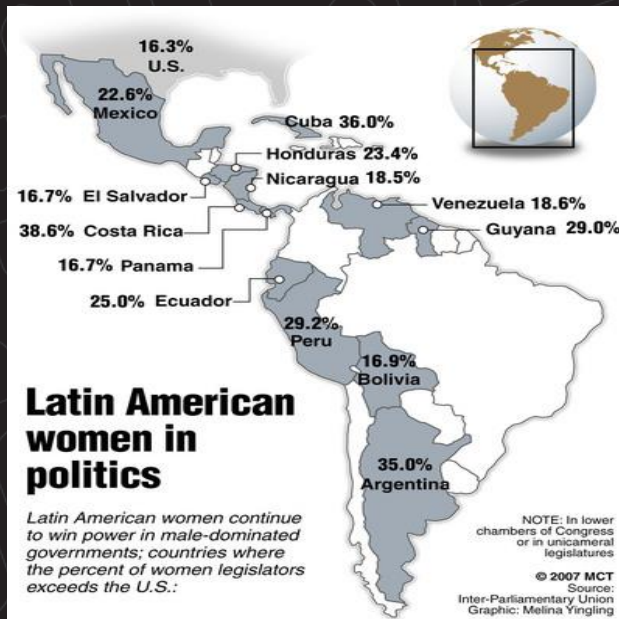 16.3%
U.S.
22.6%
Mexico
Cuba 36.0%
Honduras 23.4%
Nicaragua 18.5%
16.7% El Salvador
Venezuela 18.6%
38.6% Costa Rica
Guyana 29.0%
16.7% Panama
25.0% Ecuador
29.2%
Peru
16.9%
Bolivia
35.0%
Argentina
Latin American
women in
politics
Latin American women continue
to win power in male-dominated
governments; countries where
the percent of women legislators
exceeds the U.S.:
NOTE: In lower
chambers of Congress
or in unicameral
legislatures
© 2007 MCT
Source:
Inter-Parliamentary Union
Graphic: Melina Yingling